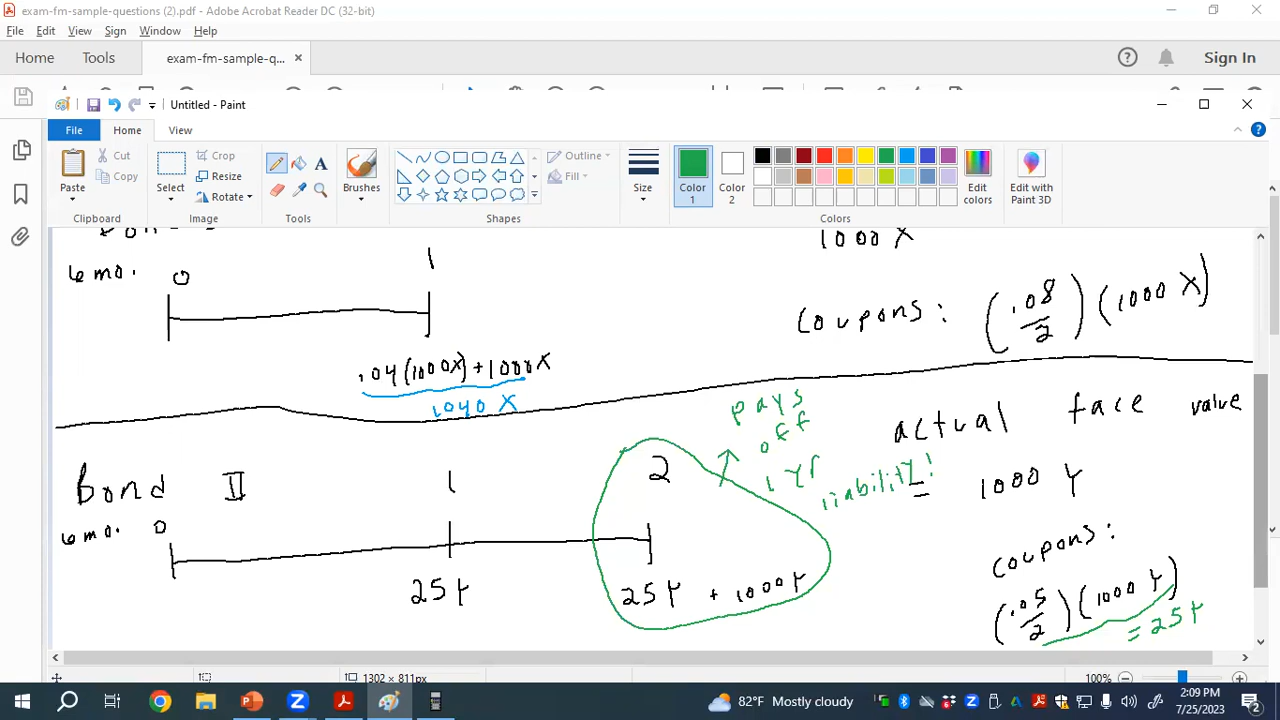 exam-fm-sample-questions (2).pdf - Adobe Acrobat Reader DC (32-bit)
File Edit View Sign Window Help
Home Tools exam-fm-sample-q... × Sign In
Untitled - Paint
File Home View
Paste
Cut
Copy
Clipboard
Select
Crop
Resize
Rotate
Image
Tools
Brushes
Shapes
Outline
Fill
Size
Color 1
Color 2
Edit colors
Edit with Paint 3D
Colors
1000 X
6 mo. 0 1
coupons: (.08/2)(1000 X)
.04(1000X)+1000X
1040 X
pays
off
1 yr
liability!
actual face value
1000 Y
Bond II 1 2
6 mo. 0
25Y 25Y + 1000Y
coupons:
(.05/2)(1000 Y)
= 25Y
1302 × 811px 100%
82°F Mostly cloudy
2:09 PM
7/25/2023
2